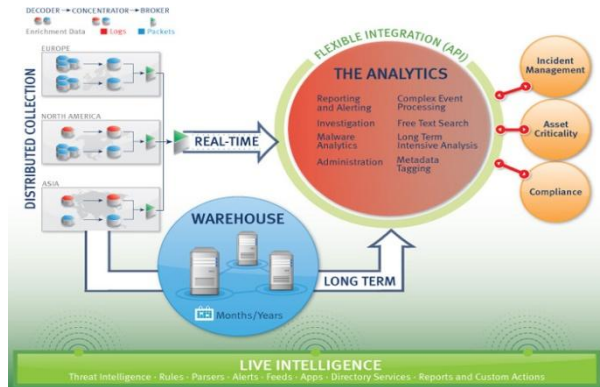 DECODER → CONCENTRATOR → BROKER
Enrichment Data Logs Packets
DISTRIBUTED COLLECTION
EUROPE
NORTH AMERICA
ASIA
REAL-TIME
FLEXIBLE INTEGRATION (API)
THE ANALYTICS
Reporting and Alerting
Investigation
Malware Analytics
Administration
Complex Event Processing
Free Text Search
Long Term Intensive Analysis
Metadata Tagging
Incident Management
Asset Criticality
Compliance
WAREHOUSE
Months/Years
LONG TERM
LIVE INTELLIGENCE
Threat Intelligence - Rules - Parsers - Alerts - Feeds - Apps - Directory Services - Reports and Custom Actions